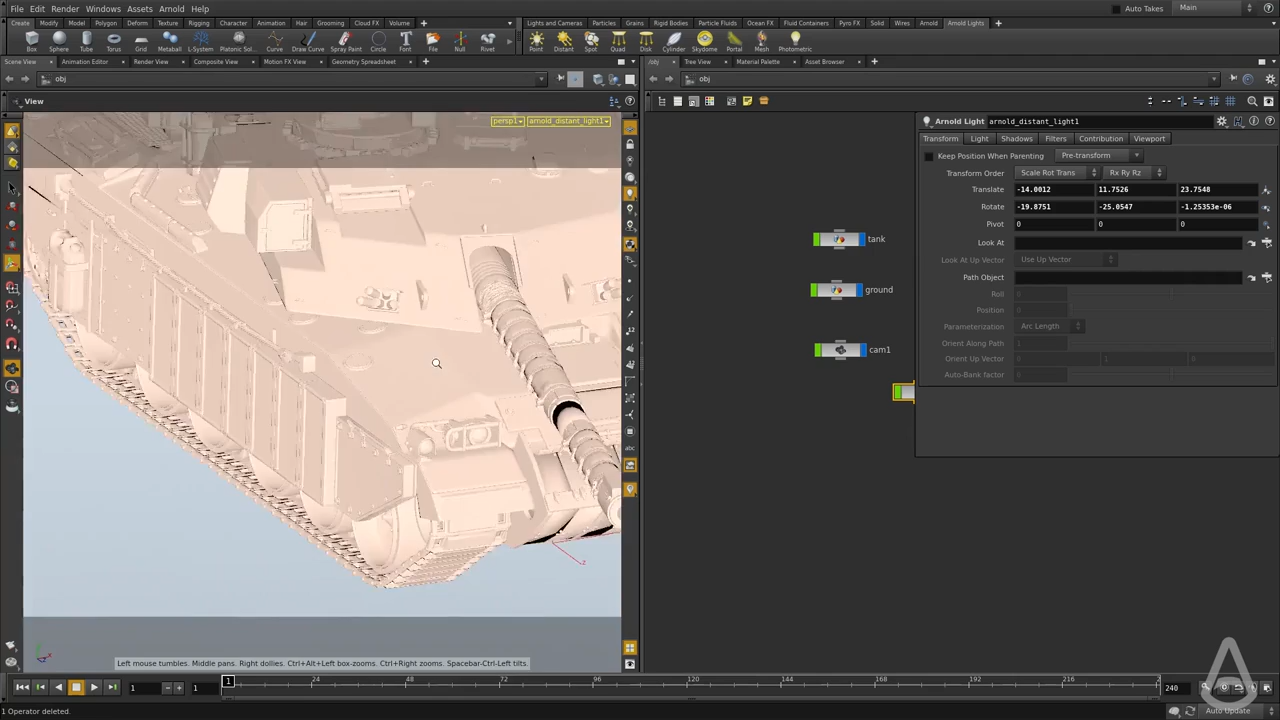 File Edit Render Windows Assets Arnold Help Auto Takes Main
Create Modify Model Polygon Deform Texture Rigging Character Animation Hair Grooming Cloud FX Volume
Lights and Cameras Particles Grains Rigid Bodies Particle Fluids Ocean FX Fluid Containers Pyro FX Solid Wires Arnold Arnold Lights
Box Sphere Tube Torus Grid Metaball L-System Platonic Sol... Curve Draw Curve Spray Paint Circle Font File Null Rivet
Point Distant Spot Quad Disk Cylinder Skydome Portal Mesh Photometric
Scene View Animation Editor Render View Composite View Motion FX View Geometry Spreadsheet
/obj Tree View Material Palette Asset Browser
obj
obj
View
persp1 arnold_distant_light1
abc
Left mouse tumbles. Middle pans. Right dollies. Ctrl+Alt+Left box-zooms. Ctrl+Right zooms. Spacebar-Ctrl-Left tilts.
tank
ground
cam1
Arnold Light arnold_distant_light1
Transform Light Shadows Filters Contribution Viewport
Keep Position When Parenting Pre-transform
Transform Order Scale Rot Trans Rx Ry Rz
Translate -14.0012 11.7526 23.7548
Rotate -19.8751 -25.0547 -1.25353e-06
Pivot 0 0 0
Look At
Look At Up Vector Use Up Vector
Path Object
Roll 0
Position 0
Parameterization Arc Length
Orient Along Path 1
Orient Up Vector 0 1 0
Auto-Bank factor 0
1 1 1 24 48 72 96 120 144 168 192 216 240
1 Operator deleted.
Auto Update